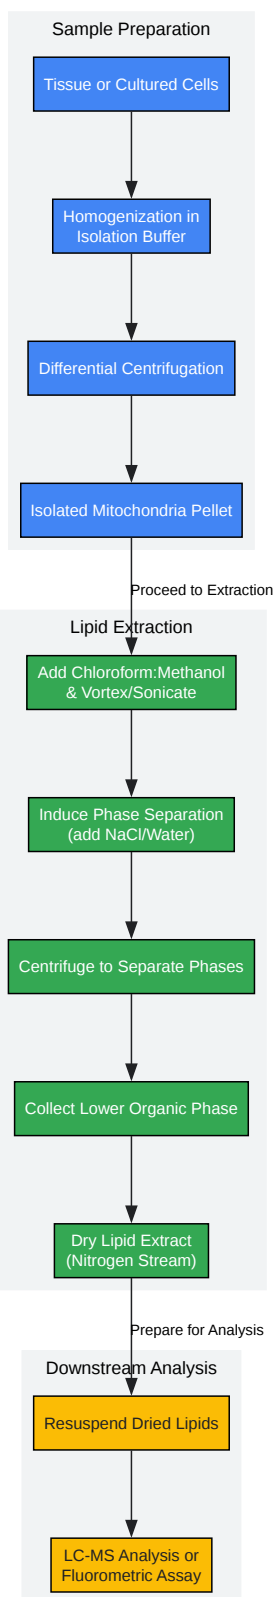 Sample Preparation
Tissue or Cultured Cells
Homogenization in
Isolation Buffer
Differential Centrifugation
Isolated Mitochondria Pellet
Proceed to Extraction
Lipid Extraction
Add Chloroform:Methanol
& Vortex/Sonicate
Induce Phase Separation
(add NaCl/Water)
Centrifuge to Separate Phases
Collect Lower Organic Phase
Dry Lipid Extract
(Nitrogen Stream)
Prepare for Analysis
Downstream Analysis
Resuspend Dried Lipids
LC-MS Analysis or
Fluorometric Assay